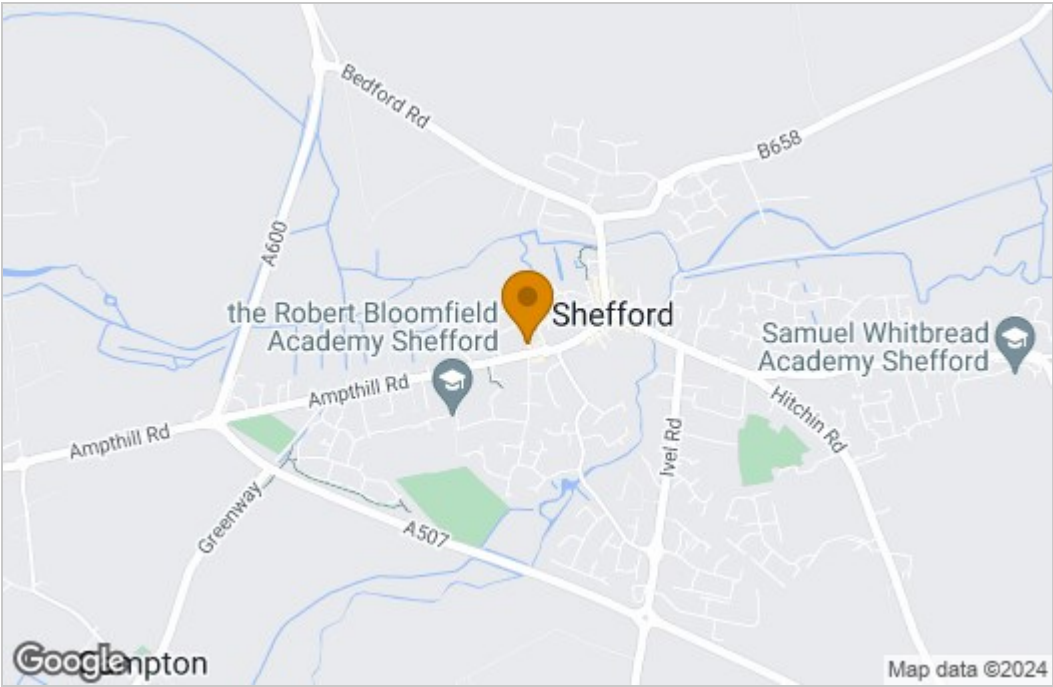 Bedford Rd
B658
A600
the Robert Bloomfield
Academy Shefford
Shefford
Samuel Whitbread
Academy Shefford
Ampthill Rd
Hitchin Rd
Ampthill Rd
Ivel Rd
Greenway
A507
Google
Map data ©2024